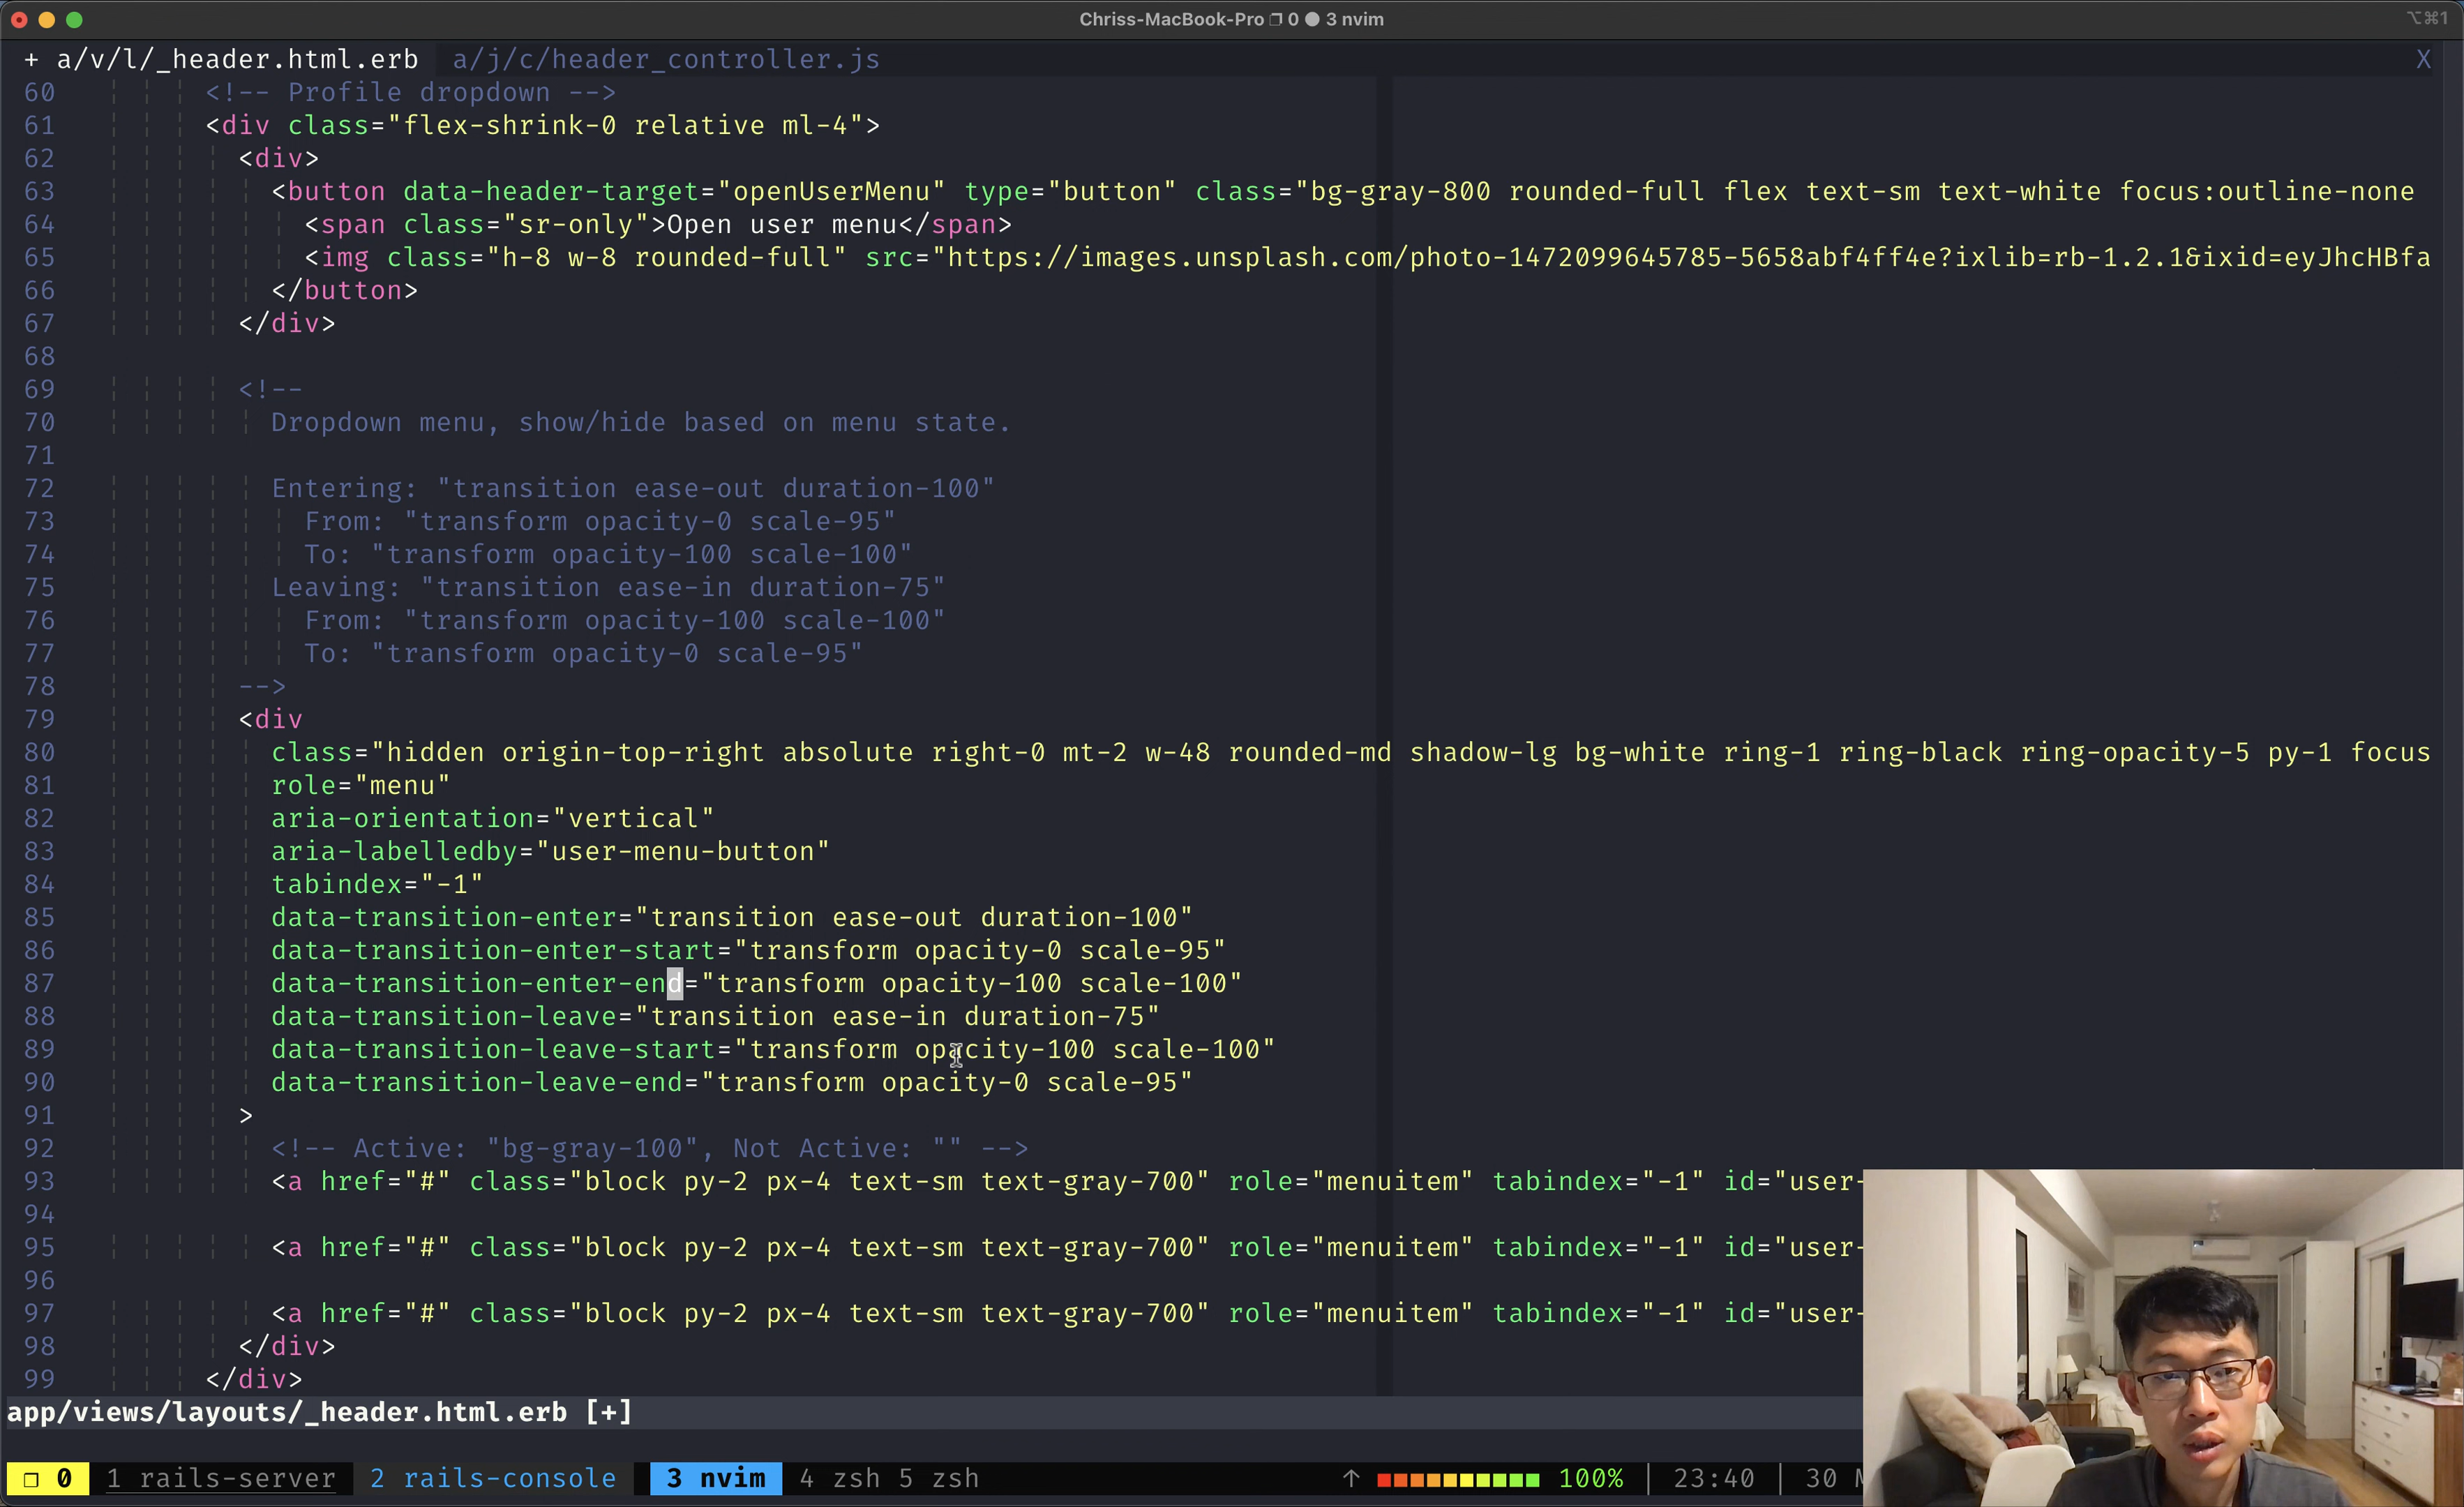 Chriss-MacBook-Pro ❐ 0 ● 3 nvim
⌥⌘1
+ a/v/l/_header.html.erb a/j/c/header_controller.js X
60 <!-- Profile dropdown -->
61 <div class="flex-shrink-0 relative ml-4">
62 <div>
63 <button data-header-target="openUserMenu" type="button" class="bg-gray-800 rounded-full flex text-sm text-white focus:outline-none
64 <span class="sr-only">Open user menu</span>
65 <img class="h-8 w-8 rounded-full" src="https://images.unsplash.com/photo-1472099645785-5658abf4ff4e?ixlib=rb-1.2.1&ixid=eyJhcHBfa
66 </button>
67 </div>
68
69 <!--
70 Dropdown menu, show/hide based on menu state.
71
72 Entering: "transition ease-out duration-100"
73 From: "transform opacity-0 scale-95"
74 To: "transform opacity-100 scale-100"
75 Leaving: "transition ease-in duration-75"
76 From: "transform opacity-100 scale-100"
77 To: "transform opacity-0 scale-95"
78 -->
79 <div
80 class="hidden origin-top-right absolute right-0 mt-2 w-48 rounded-md shadow-lg bg-white ring-1 ring-black ring-opacity-5 py-1 focus
81 role="menu"
82 aria-orientation="vertical"
83 aria-labelledby="user-menu-button"
84 tabindex="-1"
85 data-transition-enter="transition ease-out duration-100"
86 data-transition-enter-start="transform opacity-0 scale-95"
87 data-transition-enter-end="transform opacity-100 scale-100"
88 data-transition-leave="transition ease-in duration-75"
89 data-transition-leave-start="transform opacity-100 scale-100"
90 data-transition-leave-end="transform opacity-0 scale-95"
91 >
92 <!-- Active: "bg-gray-100", Not Active: "" -->
93 <a href="#" class="block py-2 px-4 text-sm text-gray-700" role="menuitem" tabindex="-1" id="user-
94
95 <a href="#" class="block py-2 px-4 text-sm text-gray-700" role="menuitem" tabindex="-1" id="user-
96
97 <a href="#" class="block py-2 px-4 text-sm text-gray-700" role="menuitem" tabindex="-1" id="user-
98 </div>
99 </div>
app/views/layouts/_header.html.erb [+]
❐ 0 1 rails-server 2 rails-console 3 nvim 4 zsh 5 zsh ↑ 100% | 23:40 | 30